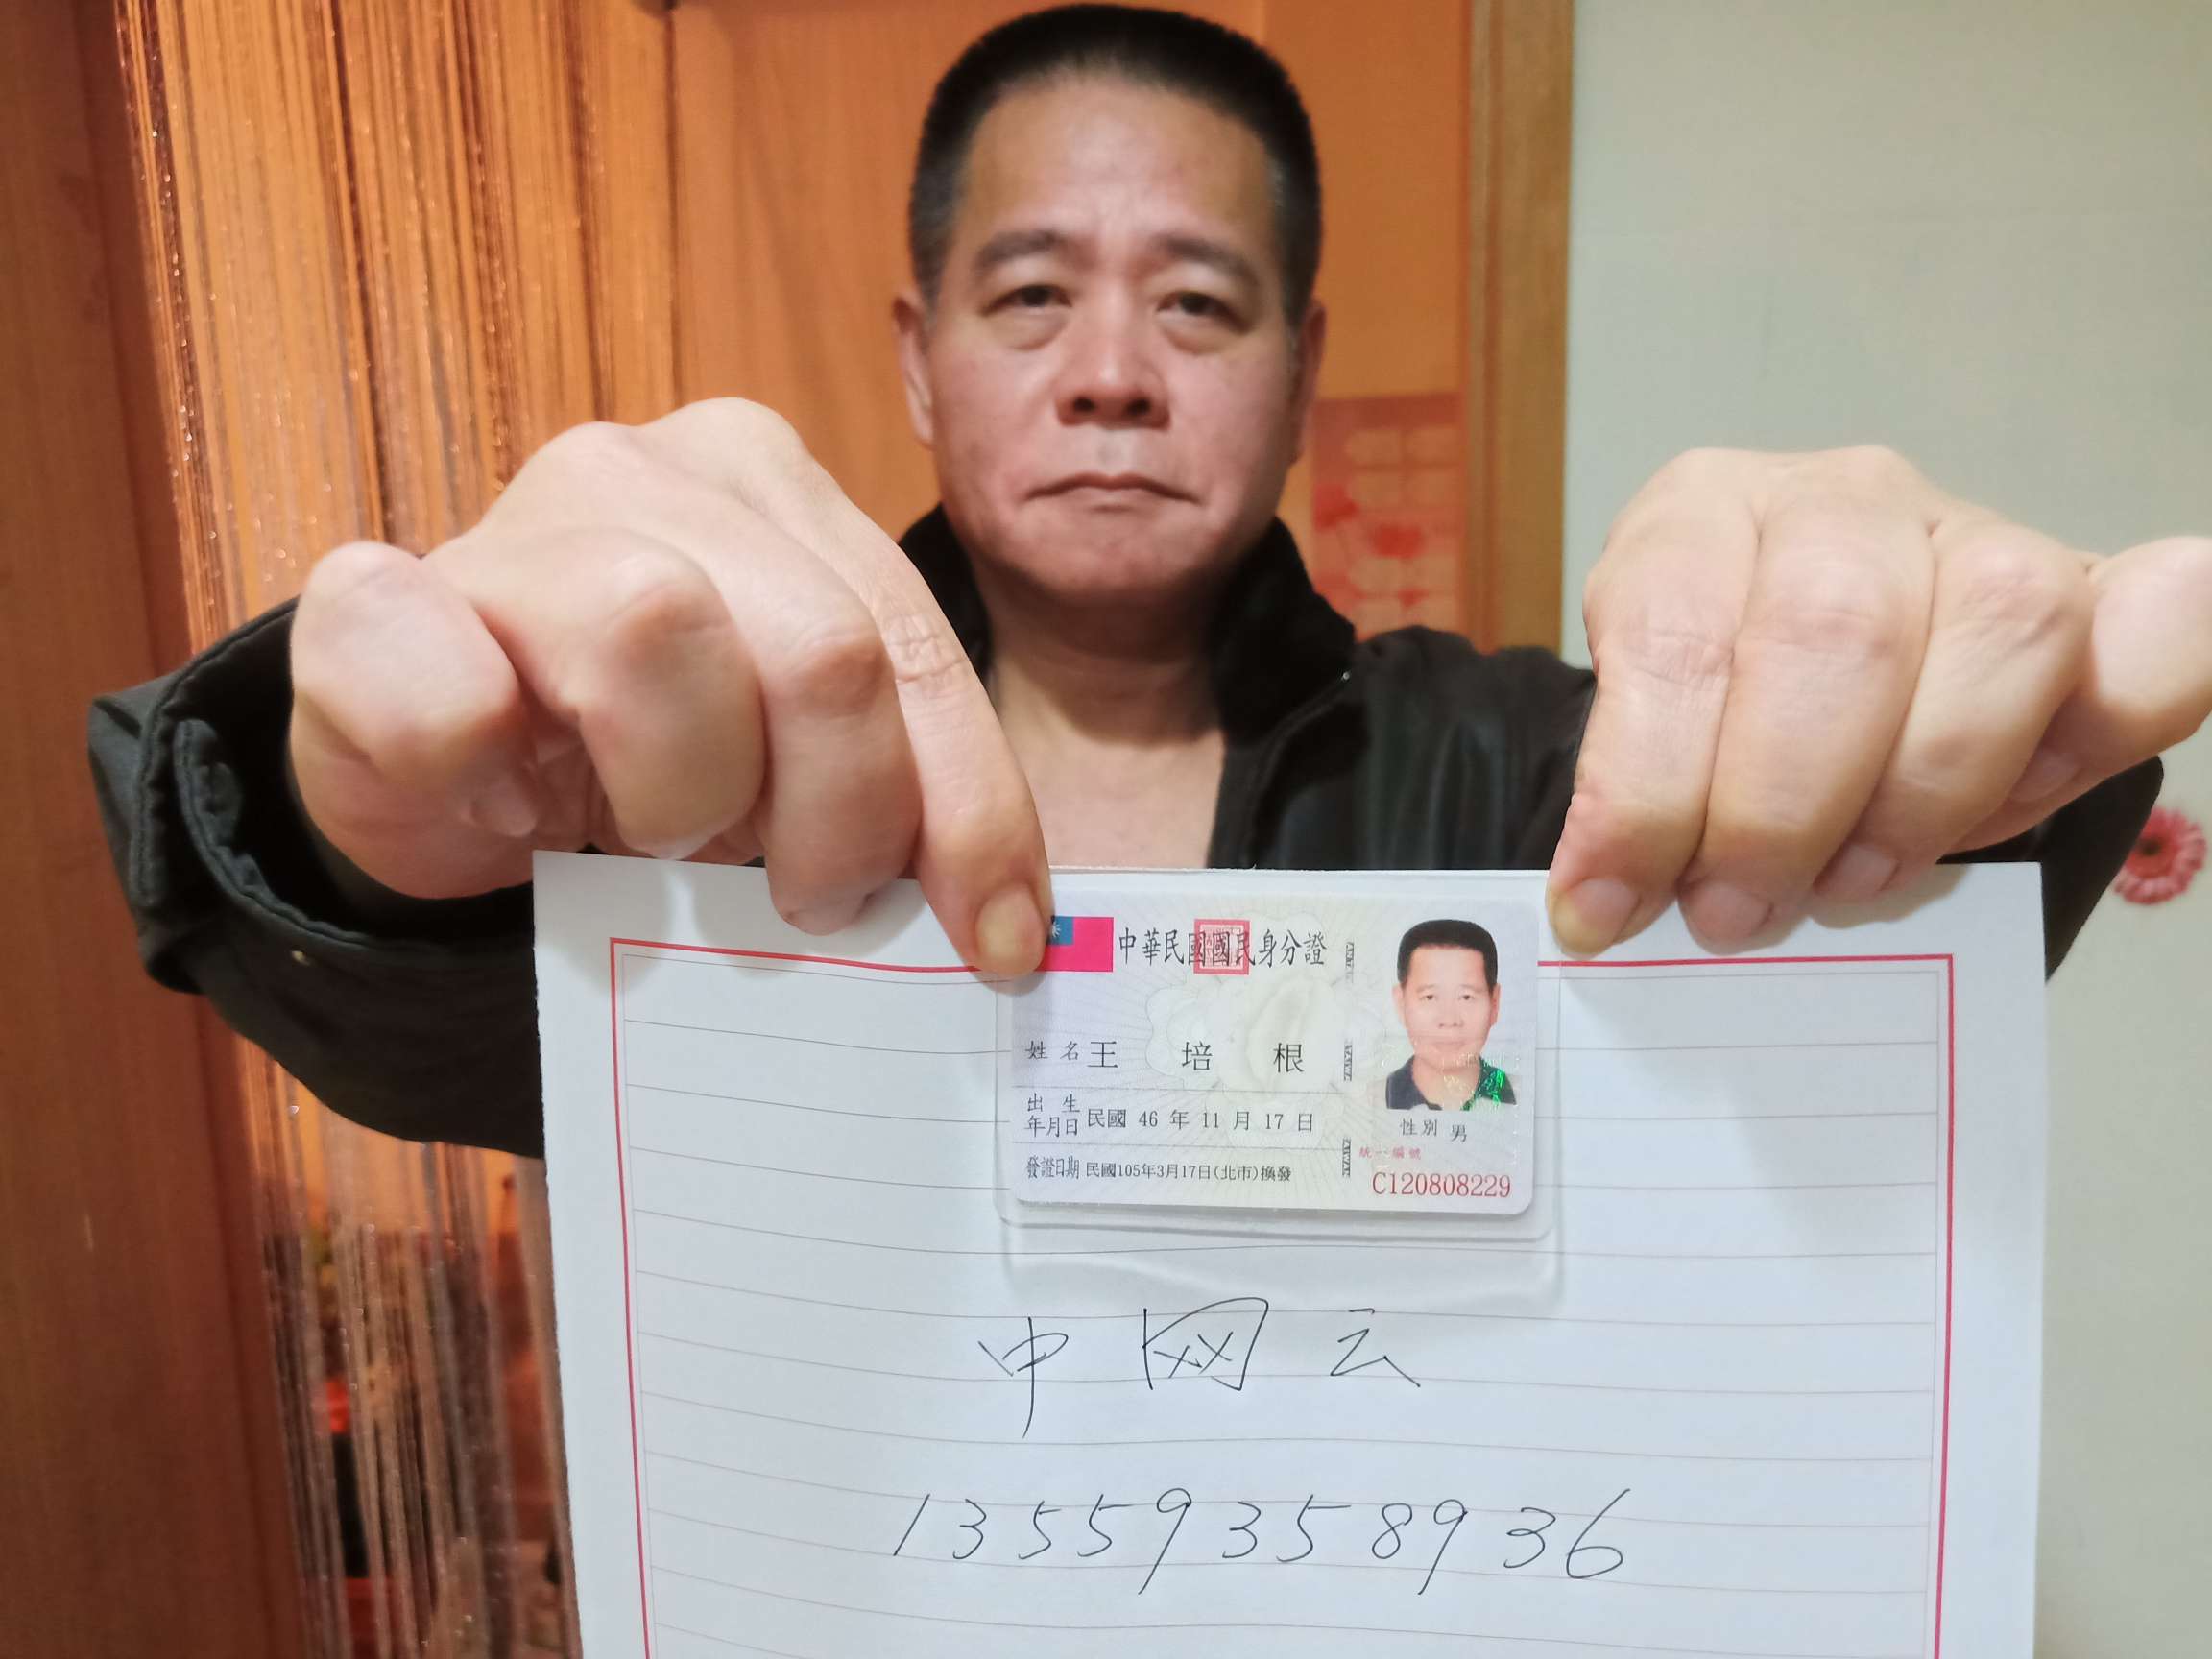 中華民國國民身分證
姓名 王培根
出生年月日 民國 46 年 11 月 17 日
性別 男
發證日期 民國105年3月17日(北市)換發
統一編號
C120808229
中网云
13559358936